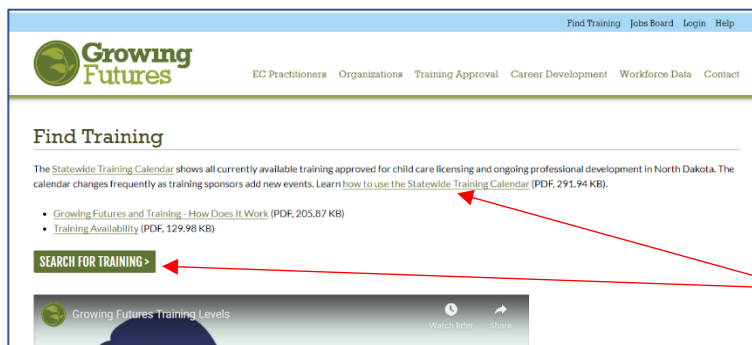 Find Training Jobs Board Login Help
Growing
Futures
EC Practitioners Organizations Training Approval Career Development Workforce Data Contact
Find Training
The Statewide Training Calendar shows all currently available training approved for child care licensing and ongoing professional development in North Dakota. The
calendar changes frequently as training sponsors add new events. Learn how to use the Statewide Training Calendar (PDF, 291.94 KB).
• Growing Futures and Training - How Does It Work (PDF, 205.87 KB)
• Training Availability (PDF, 129.98 KB)
SEARCH FOR TRAINING >
Growing Futures Training Levels
Watch later Share